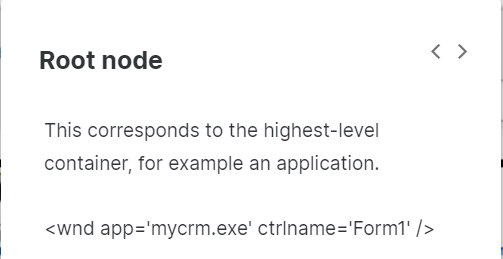 Root node
This corresponds to the highest-level
container, for example an application.
<wnd app='mycrm.exe' ctrlname='Form1' />